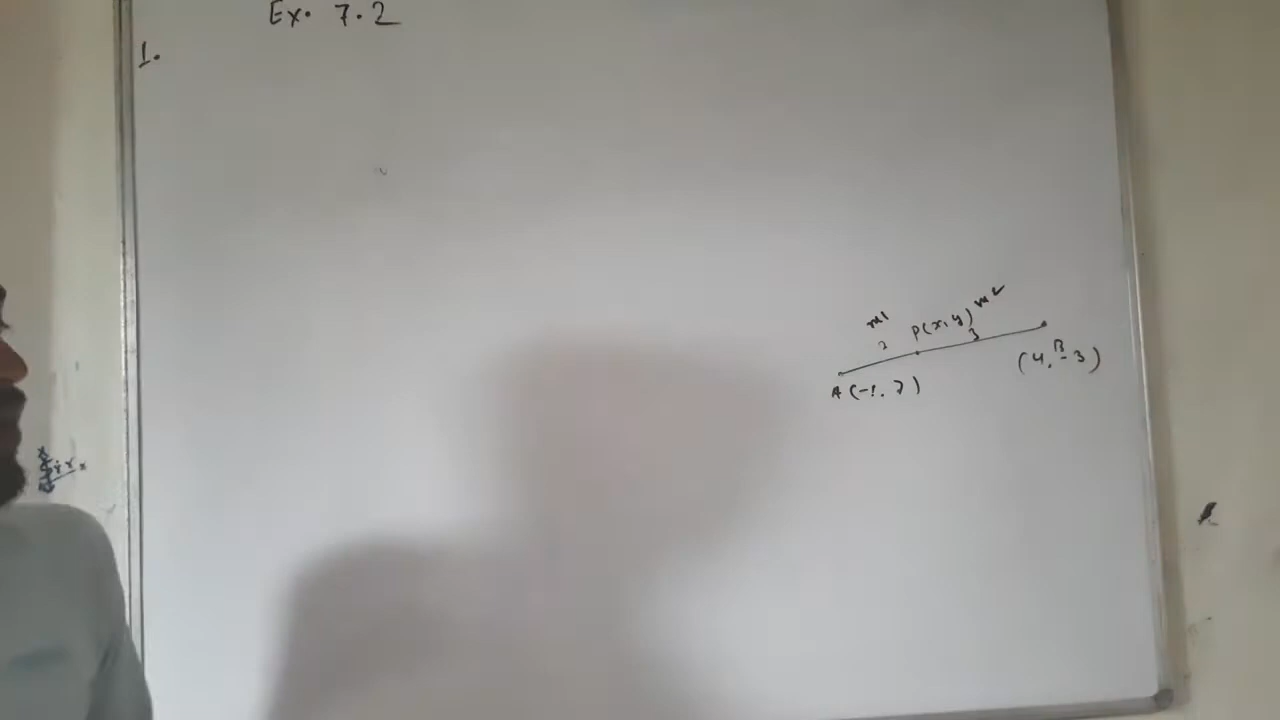 Ex. 7.2
1.
m1 m2
2 P(x, y) 3
A (-1, 7) B (4, -3)